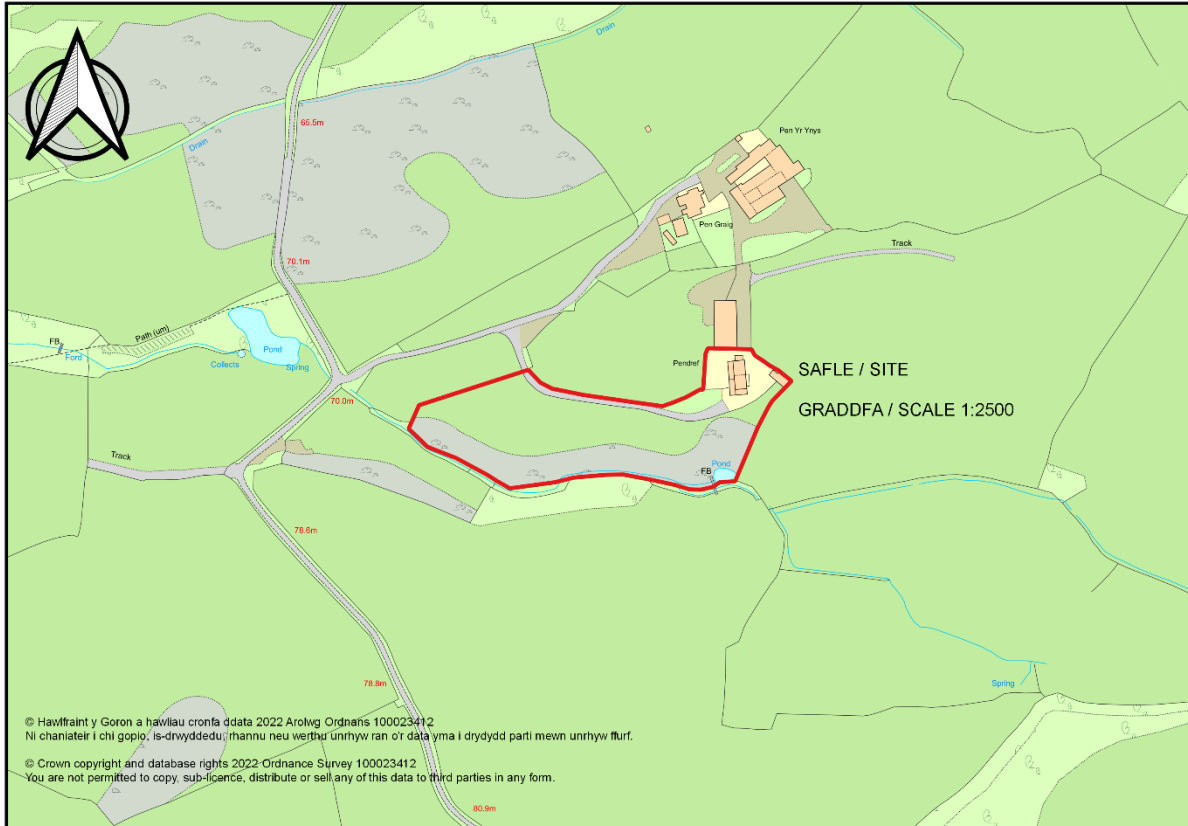 Drain
65.5m
Pen Yr Ynys
Drain
Pen Graig
Track
70.1m
Path (um)
FB
Ford
Pond
Collects
Spring
Pendref
SAFLE / SITE
70.0m
GRADDFA / SCALE 1:2500
Track
Pond
FB
78.6m
Spring
78.8m
© Hawlfraint y Goron a hawliau cronfa ddata 2022 Arolwg Ordnans 100023412
Ni chaniateir i chi gopio, is-drwyddedu, rhannu neu werthu unrhyw ran o'r data yma i drydydd parti mewn unrhyw ffurf.
© Crown copyright and database rights 2022 Ordnance Survey 100023412
You are not permitted to copy, sub-licence, distribute or sell any of this data to third parties in any form.
80.9m